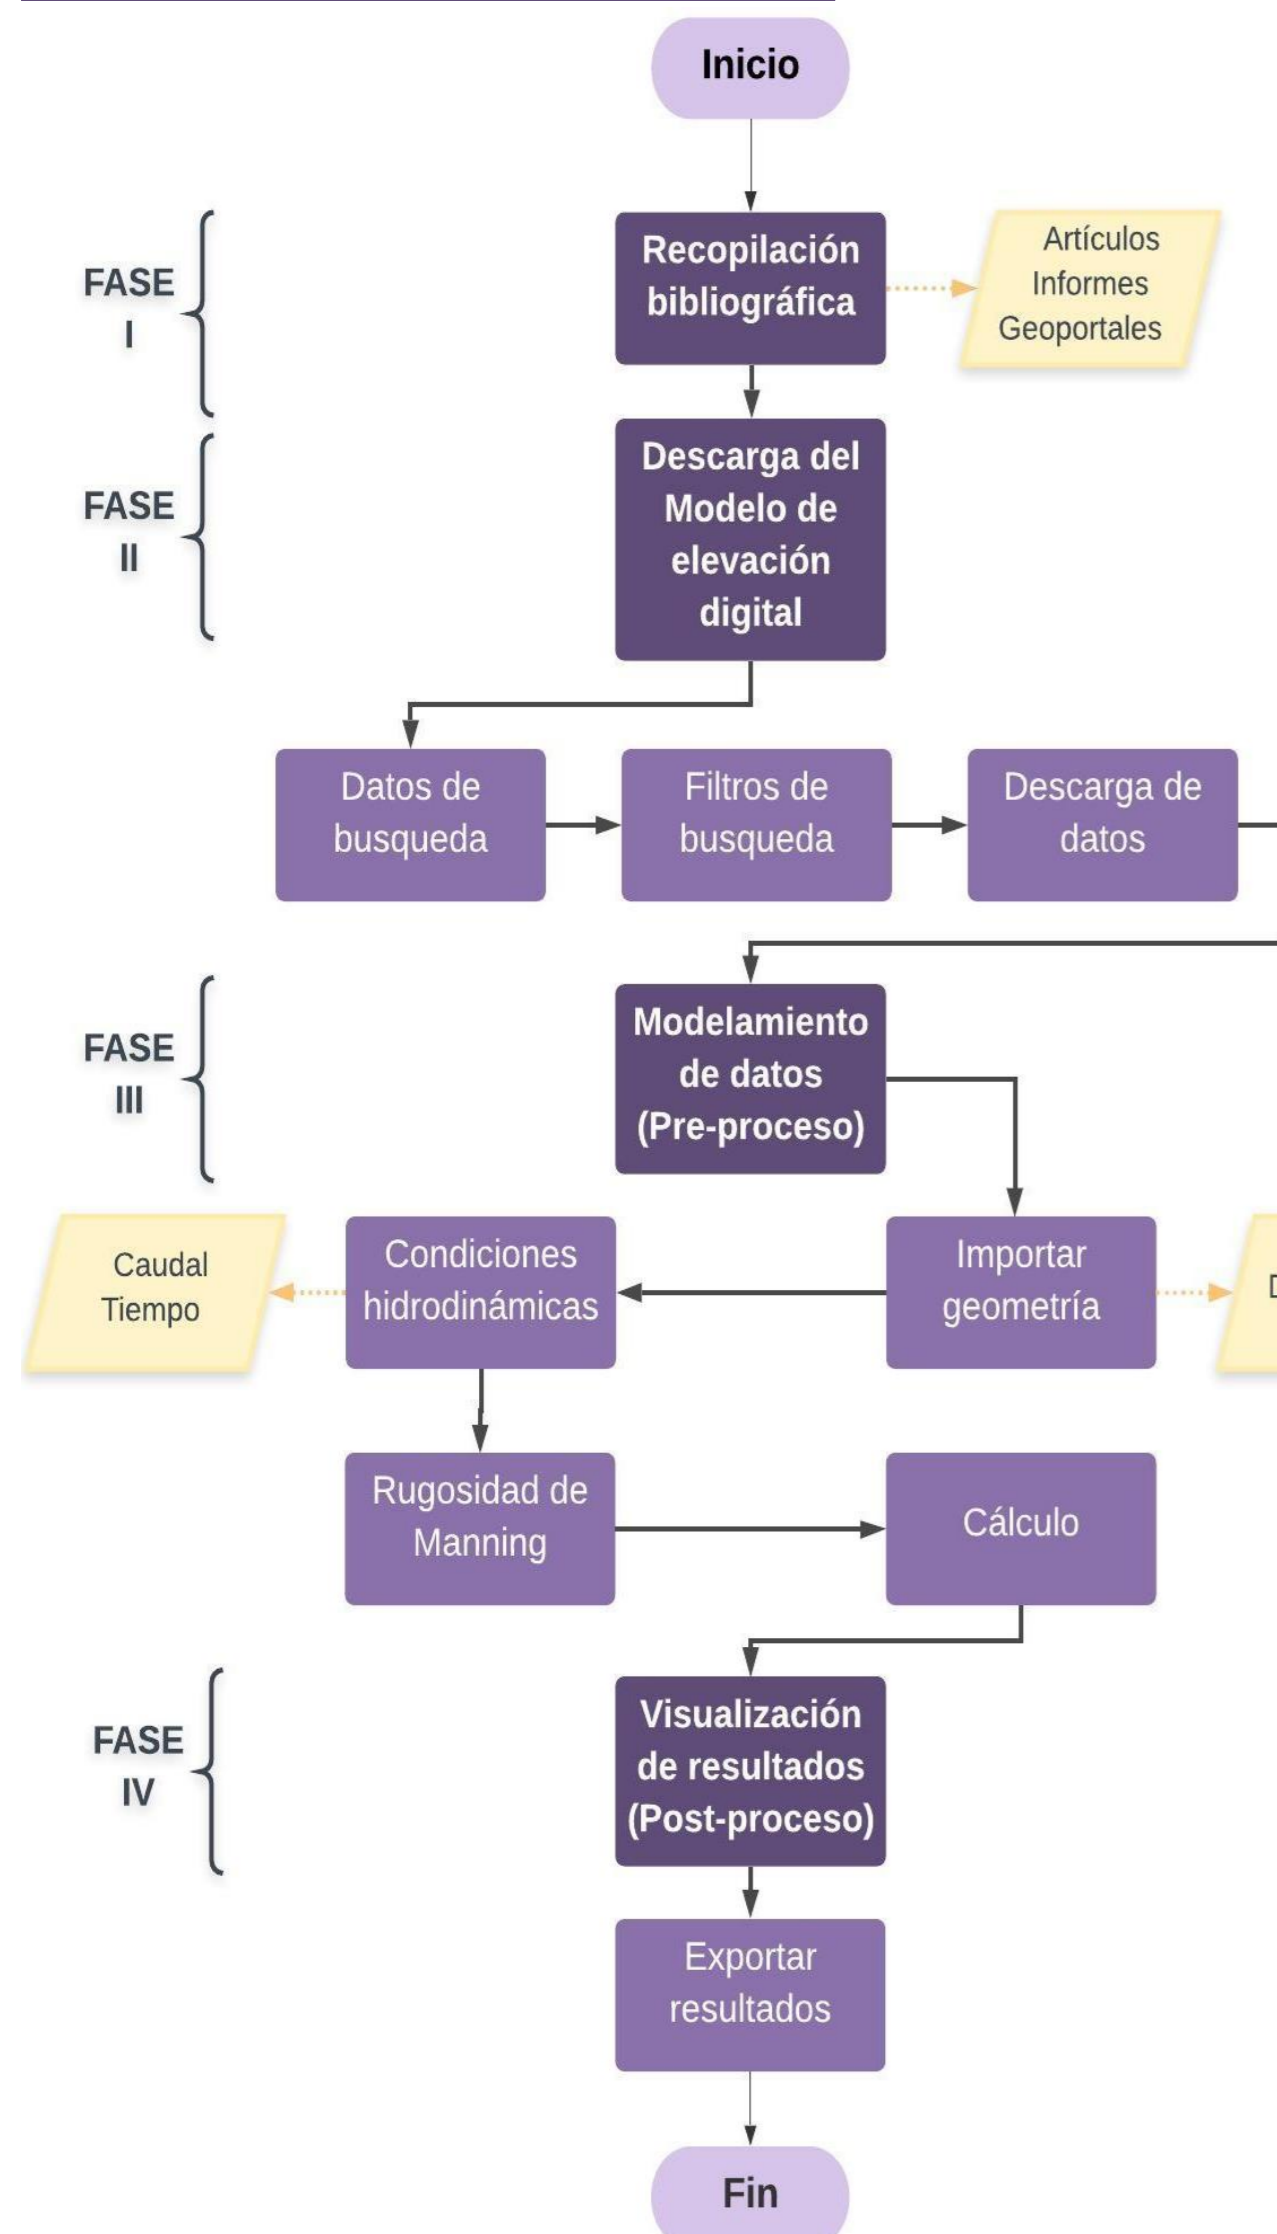 Inicio
FASE
I
Recopilación
bibliográfica
Artículos
Informes
Geoportales
FASE
II
Descarga del
Modelo de
elevación
digital
Datos de
busqueda
Filtros de
busqueda
Descarga de
datos
FASE
III
Modelamiento
de datos
(Pre-proceso)
Caudal
Tiempo
Condiciones
hidrodinámicas
Importar
geometría
Rugosidad de
Manning
Cálculo
FASE
IV
Visualización
de resultados
(Post-proceso)
Exportar
resultados
Fin